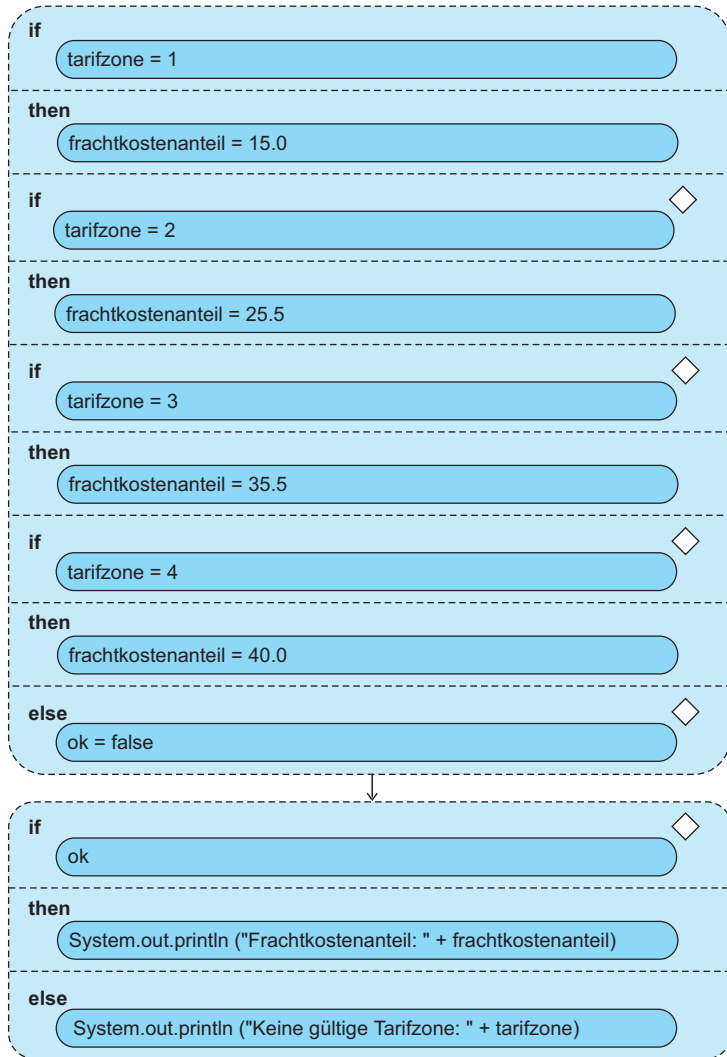 if
tarifzone = 1
then
frachtkostenanteil = 15.0
if
tarifzone = 2
then
frachtkostenanteil = 25.5
if
tarifzone = 3
then
frachtkostenanteil = 35.5
if
tarifzone = 4
then
frachtkostenanteil = 40.0
else
ok = false
if
ok
then
System.out.println ("Frachtkostenanteil: " + frachtkostenanteil)
else
System.out.println ("Keine gültige Tarifzone: " + tarifzone)